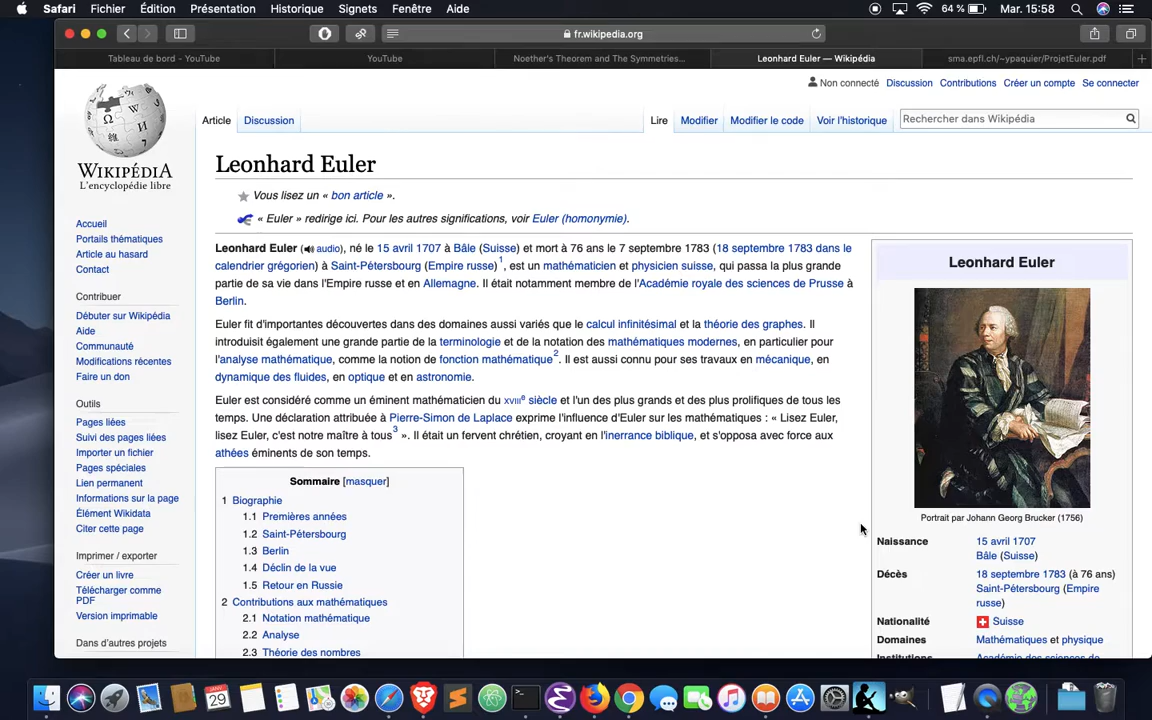 Safari Fichier Édition Présentation Historique Signets Fenêtre Aide 64 % Mar. 15:58
fr.wikipedia.org
Tableau de bord - YouTube YouTube Noether's Theorem and The Symmetries... Leonhard Euler — Wikipédia sma.epfl.ch/~ypaquier/ProjetEuler.pdf
Non connecté Discussion Contributions Créer un compte Se connecter
Article Discussion Lire Modifier Modifier le code Voir l'historique Rechercher dans Wikipédia
WIKIPÉDIA
L'encyclopédie libre
Accueil
Portails thématiques
Article au hasard
Contact
Contribuer
Débuter sur Wikipédia
Aide
Communauté
Modifications récentes
Faire un don
Outils
Pages liées
Suivi des pages liées
Importer un fichier
Pages spéciales
Lien permanent
Informations sur la page
Élément Wikidata
Citer cette page
Imprimer / exporter
Créer un livre
Télécharger comme
PDF
Version imprimable
Dans d'autres projets
Leonhard Euler
Vous lisez un « bon article ».
« Euler » redirige ici. Pour les autres significations, voir Euler (homonymie).
Leonhard Euler (audio), né le 15 avril 1707 à Bâle (Suisse) et mort à 76 ans le 7 septembre 1783 (18 septembre 1783 dans le
calendrier grégorien) à Saint-Pétersbourg (Empire russe)1, est un mathématicien et physicien suisse, qui passa la plus grande
partie de sa vie dans l'Empire russe et en Allemagne. Il était notamment membre de l'Académie royale des sciences de Prusse à
Berlin.
Euler fit d'importantes découvertes dans des domaines aussi variés que le calcul infinitésimal et la théorie des graphes. Il
introduisit également une grande partie de la terminologie et de la notation des mathématiques modernes, en particulier pour
l'analyse mathématique, comme la notion de fonction mathématique2. Il est aussi connu pour ses travaux en mécanique, en
dynamique des fluides, en optique et en astronomie.
Euler est considéré comme un éminent mathématicien du XVIIIe siècle et l'un des plus grands et des plus prolifiques de tous les
temps. Une déclaration attribuée à Pierre-Simon de Laplace exprime l'influence d'Euler sur les mathématiques : « Lisez Euler,
lisez Euler, c'est notre maître à tous3 ». Il était un fervent chrétien, croyant en l'inerrance biblique, et s'opposa avec force aux
athées éminents de son temps.
Sommaire [masquer]
1 Biographie
1.1 Premières années
1.2 Saint-Pétersbourg
1.3 Berlin
1.4 Déclin de la vue
1.5 Retour en Russie
2 Contributions aux mathématiques
2.1 Notation mathématique
2.2 Analyse
2.3 Théorie des nombres
Leonhard Euler
Portrait par Johann Georg Brucker (1756)
Naissance 15 avril 1707
Bâle (Suisse)
Décès 18 septembre 1783 (à 76 ans)
Saint-Pétersbourg (Empire
russe)
Nationalité Suisse
Domaines Mathématiques et physique
Institutions Académie des sciences de